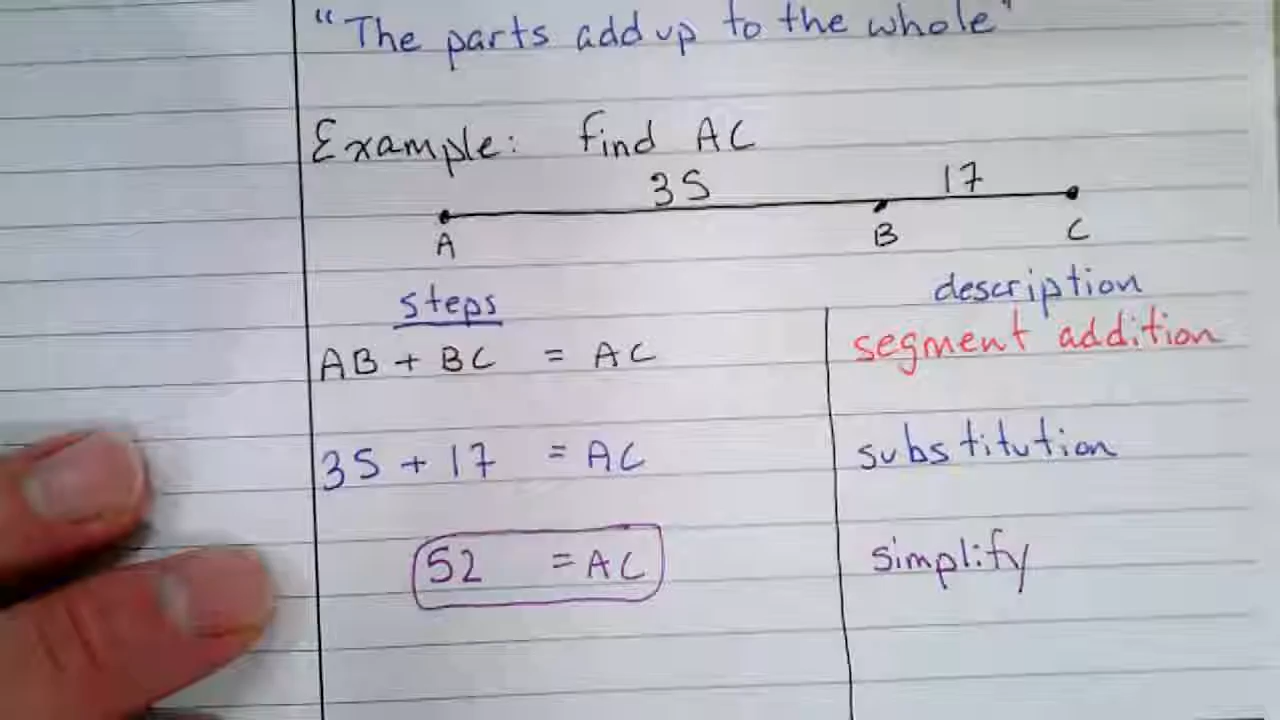 "The parts add up to the whole"
Example: find AC
35 17
A B C
steps description
AB + BC = AC segment addition
35 + 17 = AC substitution
52 = AC simplify